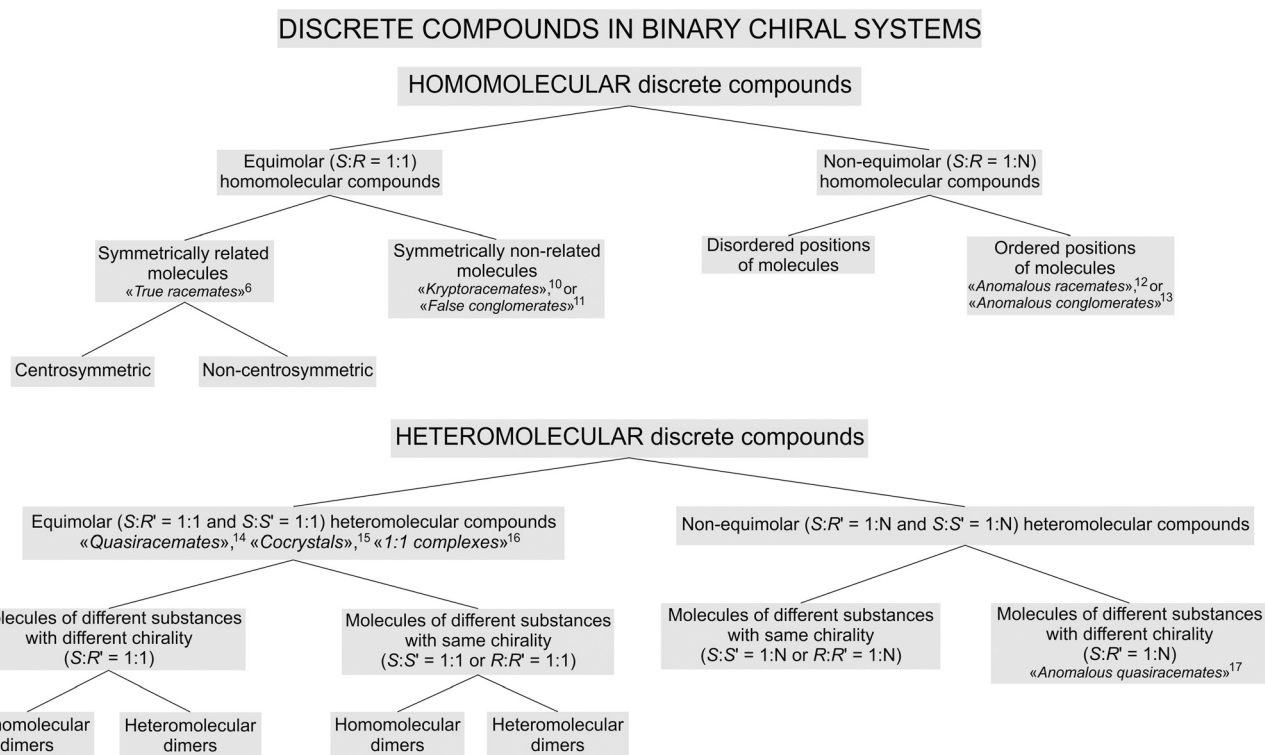 DISCRETE COMPOUNDS IN BINARY CHIRAL SYSTEMS
HOMOMOLECULAR discrete compounds
Equimolar (S:R = 1:1)
homomolecular compounds
Non-equimolar (S:R = 1:N)
homomolecular compounds
Symmetrically related
molecules
«True racemates»6
Symmetrically non-related
molecules
«Kryptoracemates»,10 or
«False conglomerates»11
Disordered positions
of molecules
Ordered positions
of molecules
«Anomalous racemates»,12 or
«Anomalous conglomerates»13
Centrosymmetric
Non-centrosymmetric
HETEROMOLECULAR discrete compounds
Equimolar (S:R' = 1:1 and S:S' = 1:1) heteromolecular compounds
«Quasiracemates»,14 «Cocrystals»,15 «1:1 complexes»16
Non-equimolar (S:R' = 1:N and S:S' = 1:N) heteromolecular compounds
lecules of different substances
with different chirality
(S:R' = 1:1)
Molecules of different substances
with same chirality
(S:S' = 1:1 or R:R' = 1:1)
Molecules of different substances
with same chirality
(S:S' = 1:N or R:R' = 1:N)
Molecules of different substances
with different chirality
(S:R' = 1:N)
«Anomalous quasiracemates»17
omolecular
dimers
Heteromolecular
dimers
Homomolecular
dimers
Heteromolecular
dimers